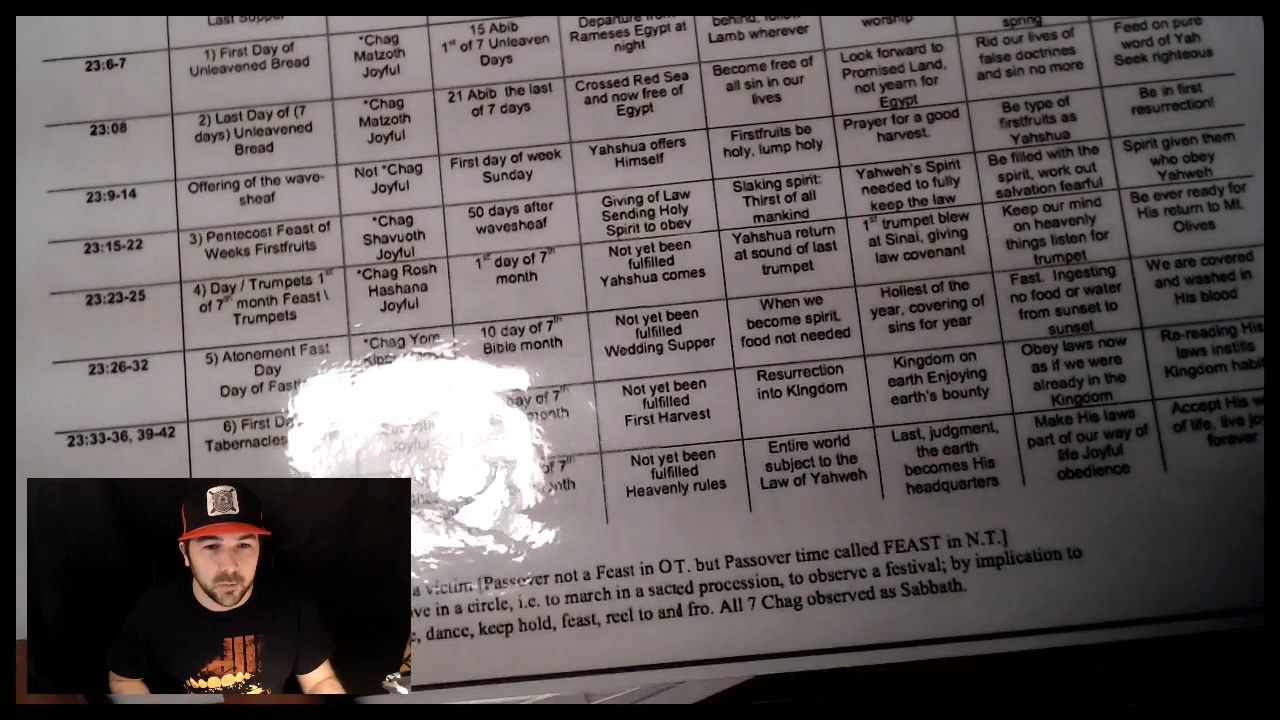 Last Supper
15 Abib
1st of 7 Unleaven
Days
Departure from
Rameses Egypt at
night
behind, follow
Lamb wherever
worship
spring
Rid our lives of
false doctrines
and sin no more
Feed on pure
word of Yah
Seek righteous
23:6-7
1) First Day of
Unleavened Bread
*Chag
Matzoth
Joyful
21 Abib the last
of 7 days
Crossed Red Sea
and now free of
Egypt
Become free of
all sin in our
lives
Look forward to
Promised Land,
not yearn for
Egypt
Be type of
firstfruits as
Yahshua
Be in first
resurrection!
23:08
2) Last Day of (7
days) Unleavened
Bread
*Chag
Matzoth
Joyful
First day of week
Sunday
Yahshua offers
Himself
Firstfruits be
holy, lump holy
Prayer for a good
harvest.
Be filled with the
spirit, work out
salvation fearful
Spirit given them
who obey
Yahweh
23:9-14
Offering of the wave-
sheaf
Not *Chag
Joyful
50 days after
wavesheaf
Giving of Law
Sending Holy
Spirit to obey
Slaking spirit:
Thirst of all
mankind
Yahweh's Spirit
needed to fully
keep the law
Keep our mind
on heavenly
things listen for
trumpet
Be ever ready for
His return to Mt.
Olives
23:15-22
3) Pentecost Feast of
Weeks Firstfruits
*Chag
Shavuoth
Joyful
1st day of 7th
month
Not yet been
fulfilled
Yahshua comes
Yahshua return
at sound of last
trumpet
1st trumpet blew
at Sinai, giving
law covenant
Fast. Ingesting
no food or water
from sunset to
sunset
We are covered
and washed in
His blood
23:23-25
4) Day / Trumpets 1st
of 7th month Feast \
Trumpets
*Chag Rosh
Hashana
Joyful
10 day of 7th
Bible month
Not yet been
fulfilled
Wedding Supper
When we
become spirit,
food not needed
Holiest of the
year, covering of
sins for year
Obey laws now
as if we were
already in the
Kingdom
Re-reading His
laws instills
Kingdom
23:26-32
5) Atonement Fast
Day
Day of
*Chag Yom
of 7th
month
Not yet been
fulfilled
First Harvest
Resurrection
into Kingdom
Kingdom on
earth Enjoying
earth's bounty
Make His laws
part of our way of
life Joyful
obedience
Accept His
of life, live
forever
23:33-36, 39-42
6) First
Tabernacles
Joyful
of 7th
Not yet been
fulfilled
Heavenly rules
Entire world
subject to the
Law of Yahweh
Last, judgment,
the earth
becomes His
headquarters
a victim [Passover not a Feast in OT. but Passover time called FEAST in N.T.]
in a circle, i.e. to march in a sacred procession, to observe a festival; by implication to
dance, keep hold, feast, reel to and fro. All 7 Chag observed as Sabbath.